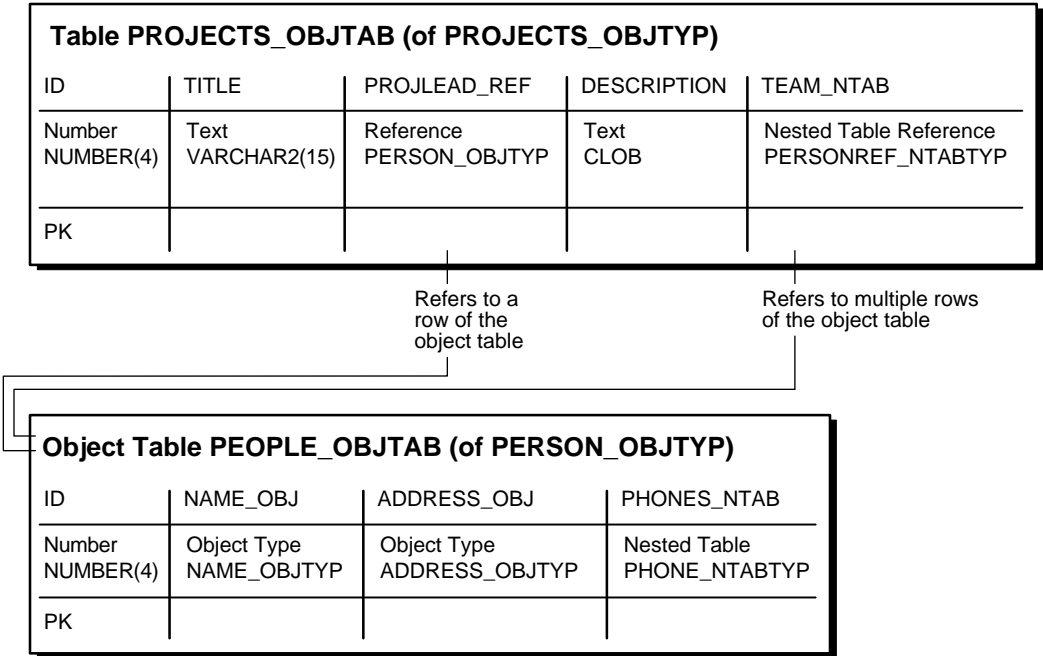 Table PROJECTS_OBJTAB (of PROJECTS_OBJTYP)
ID TITLE PROJLEAD_REF DESCRIPTION TEAM_NTAB
Number Text Reference Text Nested Table Reference
NUMBER(4) VARCHAR2(15) PERSON_OBJTYP CLOB PERSONREF_NTABTYP
PK
Refers to a
row of the
object table
Refers to multiple rows
of the object table
Object Table PEOPLE_OBJTAB (of PERSON_OBJTYP)
ID NAME_OBJ ADDRESS_OBJ PHONES_NTAB
Number Object Type Object Type Nested Table
NUMBER(4) NAME_OBJTYP ADDRESS_OBJTYP PHONE_NTABTYP
PK